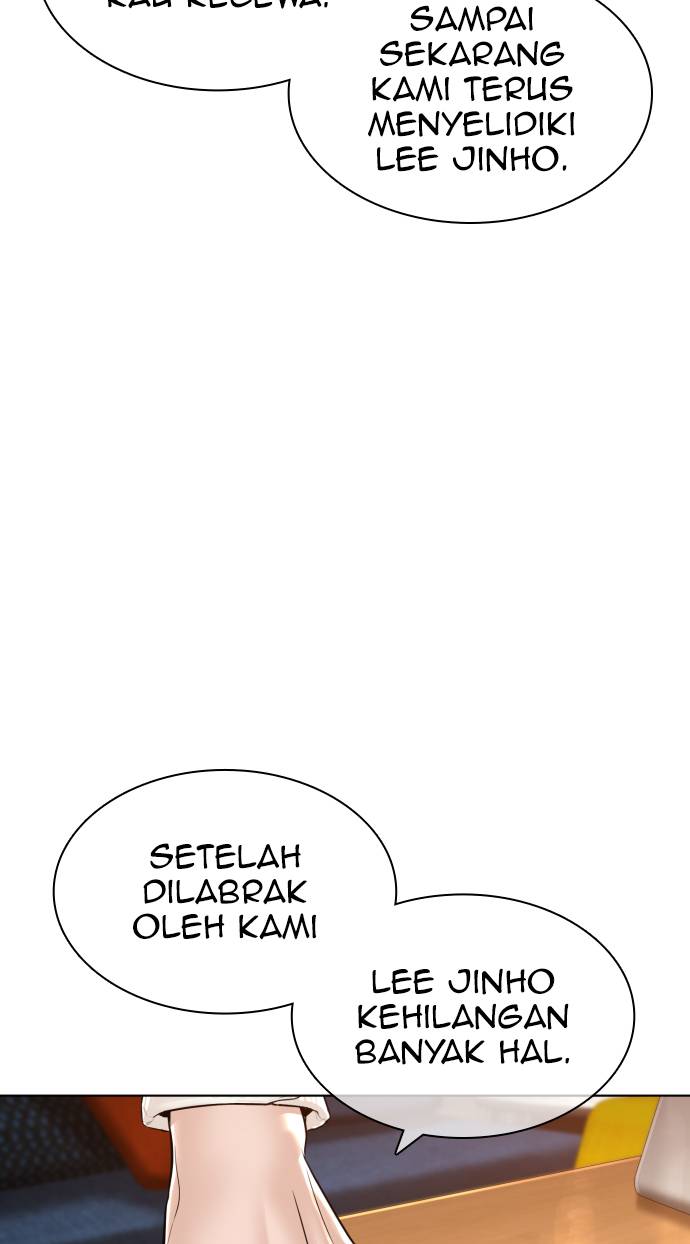 SAMPAI
SEKARANG
KAMI TERUS
MENYELIDIKI
LEE JINHO.
SETELAH
DILABRAK
OLEH KAMI
LEE JINHO
KEHILANGAN
BANYAK HAL.